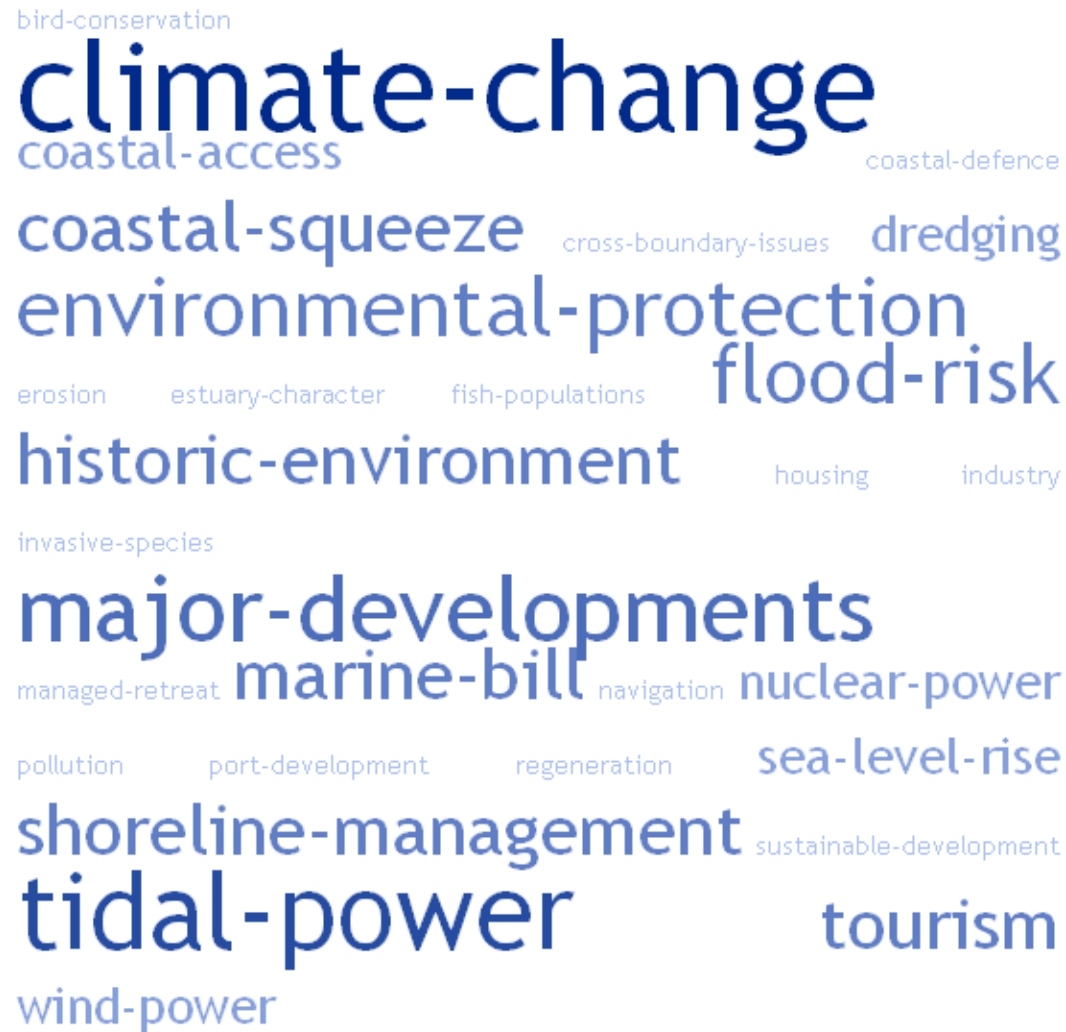 bird-conservation
climate-change
coastal-access coastal-defence
coastal-squeeze cross-boundary-issues dredging
environmental-protection
erosion estuary-character fish-populations flood-risk
historic-environment housing industry
invasive-species
major-developments
managed-retreat marine-bill navigation nuclear-power
pollution port-development regeneration sea-level-rise
shoreline-management sustainable-development
tidal-power tourism
wind-power